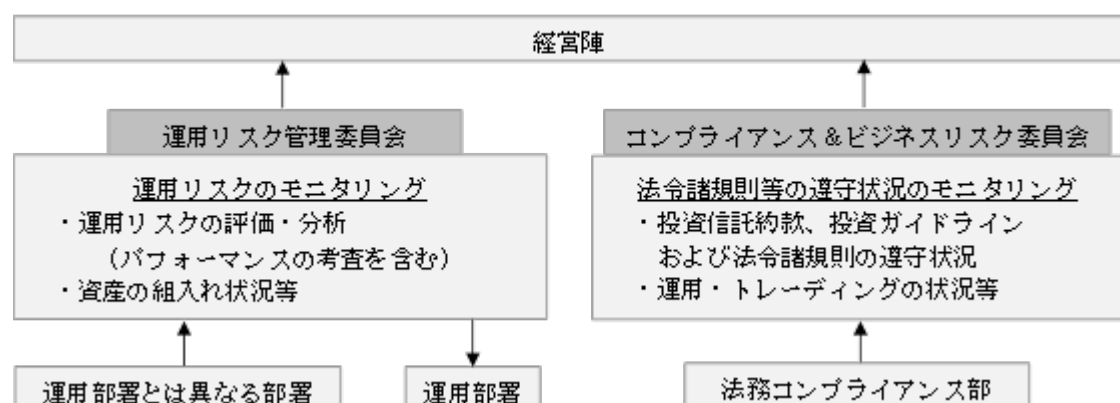 経営陣
運用リスク管理委員会
運用リスクのモニタリング
・運用リスクの評価・分析
（パフォーマンスの考査を含む）
・資産の組入れ状況等
コンプライアンス＆ビジネスリスク委員会
法令諸規則等の遵守状況のモニタリング
・投資信託約款、投資ガイドライン
および法令諸規則の遵守状況
・運用・トレーディングの状況等
運用部署とは異なる部署
運用部署
法務コンプライアンス部